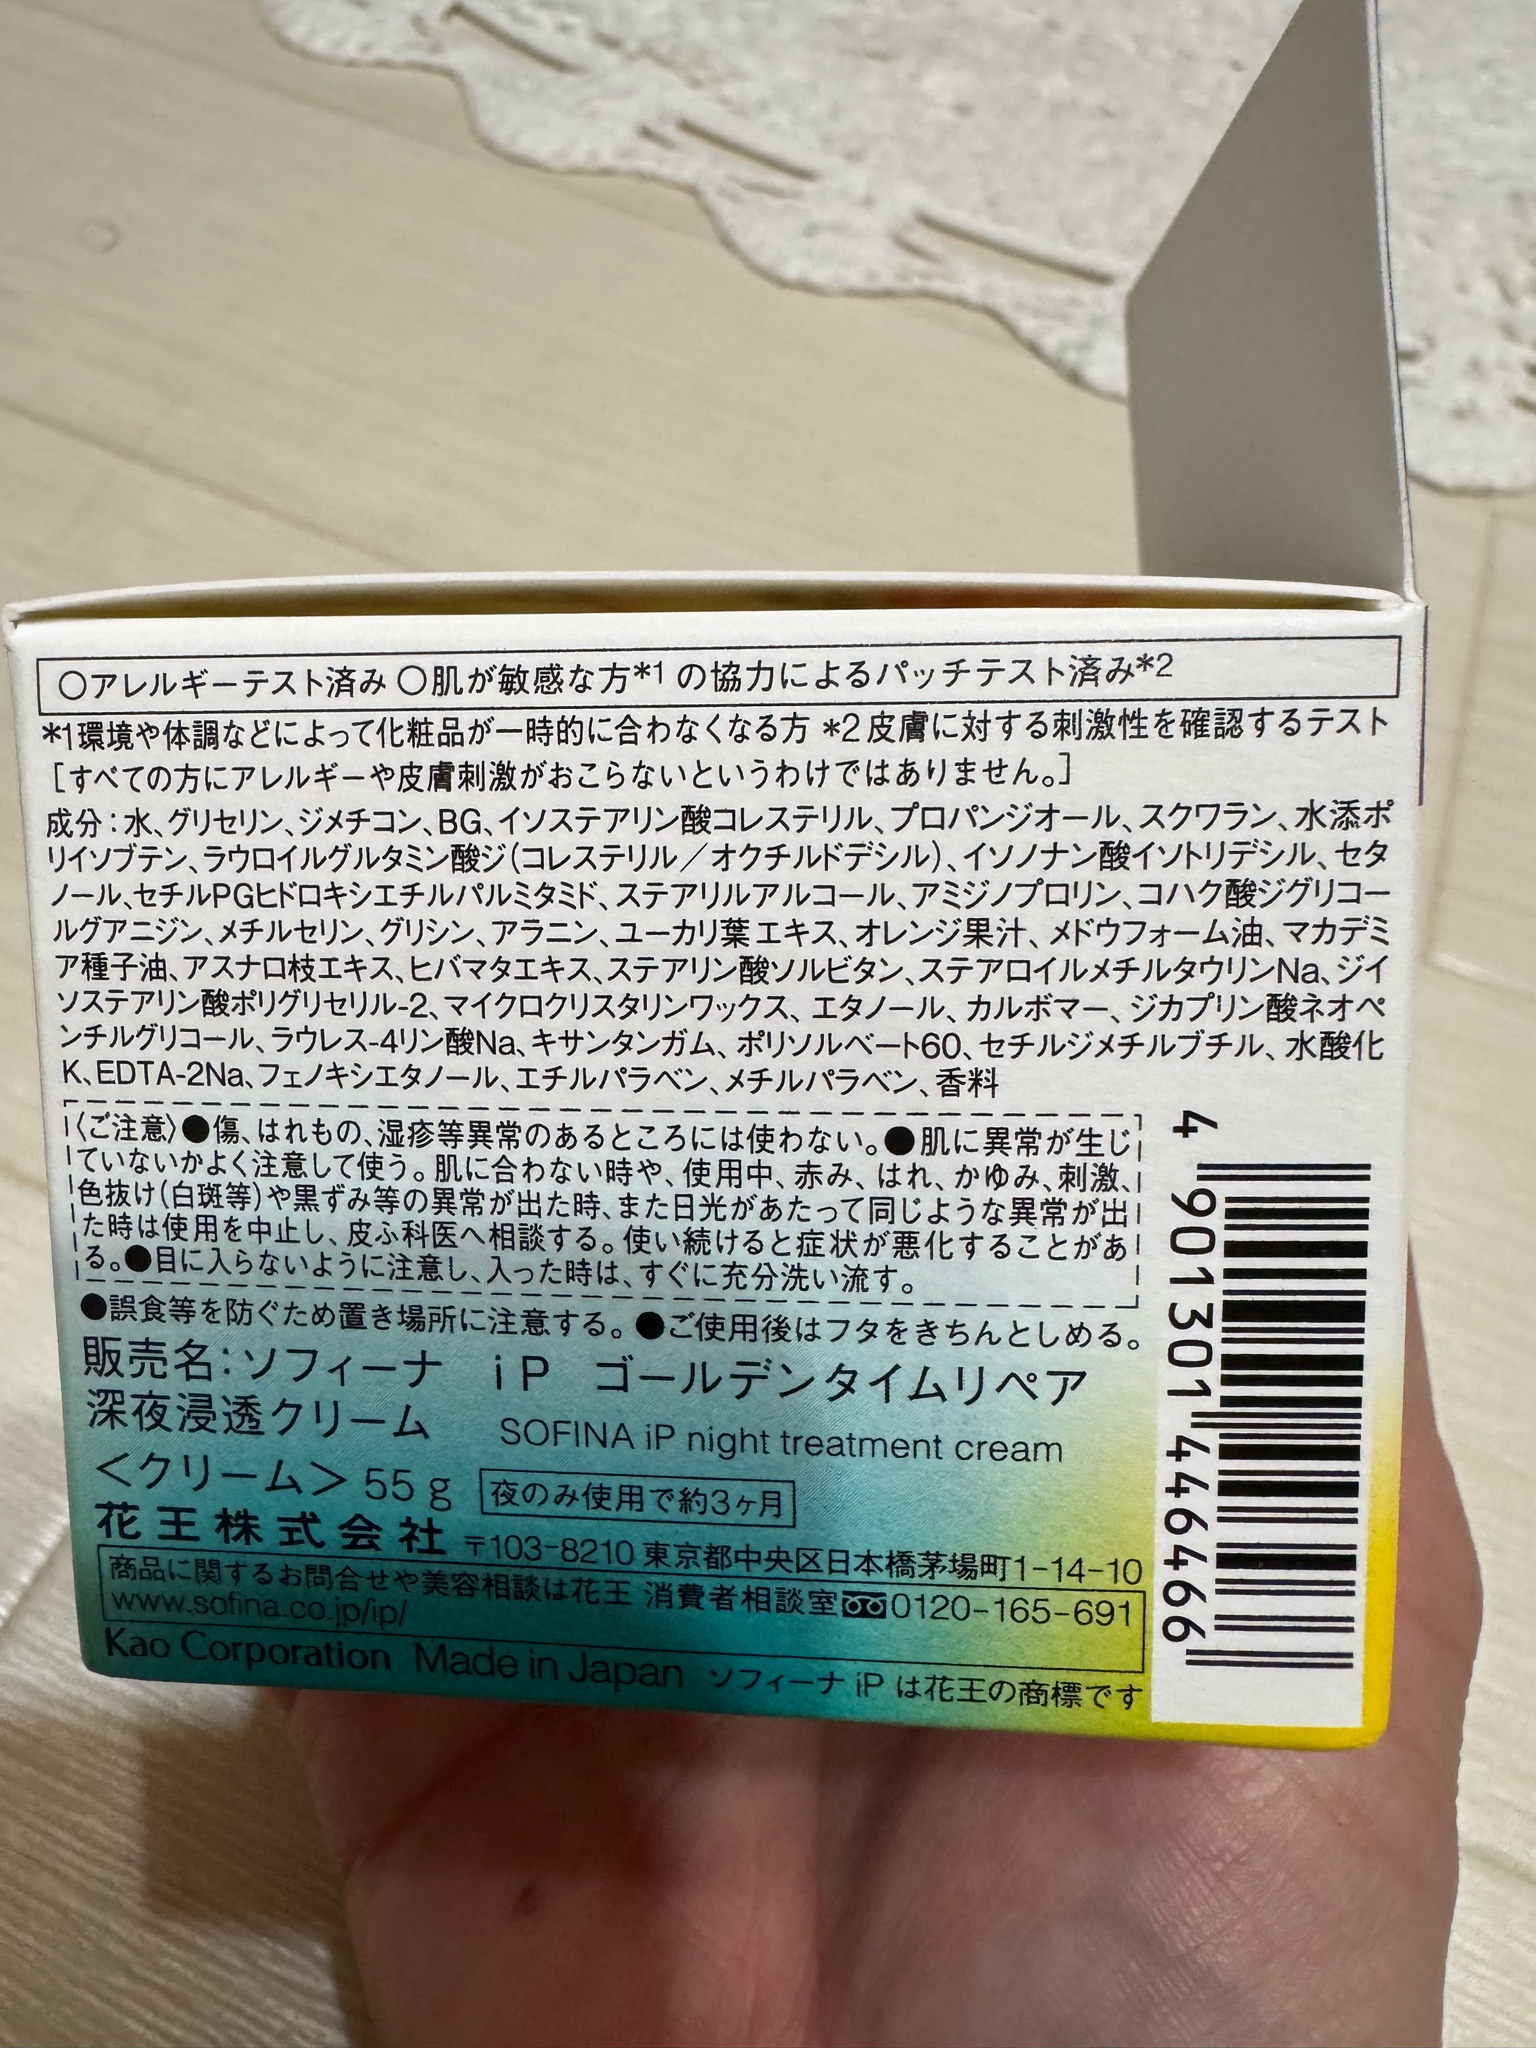 ○アレルギーテスト済み ○肌が敏感な方*1 の協力によるパッチテスト済み*2
*1環境や体調などによって化粧品が一時的に合わなくなる方 *2皮膚に対する刺激性を確認するテスト
[すべての方にアレルギーや皮膚刺激がおこらないというわけではありません。]
成分:水、グリセリン、ジメチコン、BG、イソステアリン酸コレステリル、プロパンジオール、スクワラン、水添ポ
リイソブテン、ラウロイルグルタミン酸ジ(コレステリル/オクチルドデシル)、イソノナン酸イソトリデシル、セタ
ノール、セチルPGヒドロキシエチルパルミタミド、ステアリルアルコール、アミジノプロリン、コハク酸ジグリコー
ルグアニジン、メチルセリン、グリシン、アラニン、ユーカリ葉エキス、オレンジ果汁、メドウフォーム油、マカデミ
ア種子油、アスナロ枝エキス、ヒバマタエキス、ステアリン酸ソルビタン、ステアロイルメチルタウリンNa、ジイ
ソステアリン酸ポリグリセリル-2、マイクロクリスタリンワックス、エタノール、カルボマー、ジカプリン酸ネオペ
ンチルグリコール、ラウレス-4リン酸Na、キサンタンガム、ポリソルベート60、セチルジメチルブチル、水酸化
K、EDTA-2Na、フェノキシエタノール、エチルパラベン、メチルパラベン、香料
〈ご注意〉●傷、はれもの、湿疹等異常のあるところには使わない。●肌に異常が生じ
ていないかよく注意して使う。肌に合わない時や、使用中、赤み、はれ、かゆみ、刺激、
色抜け(白斑等)や黒ずみ等の異常が出た時、また日光があたって同じような異常が出
た時は使用を中止し、皮ふ科医へ相談する。使い続けると症状が悪化することがあ
る。●目に入らないように注意し、入った時は、すぐに充分洗い流す。
●誤食等を防ぐため置き場所に注意する。●ご使用後はフタをきちんとしめる。
販売名:ソフィーナ iP ゴールデンタイムリペア
深夜浸透クリーム SOFINA iP night treatment cream
<クリーム> 55g 夜のみ使用で約3ヶ月
花王株式会社 〒103-8210 東京都中央区日本橋茅場町1-14-10
商品に関するお問合せや美容相談は花王 消費者相談室 0120-165-691
www.sofina.co.jp/ip/
Kao Corporation Made in Japan ソフィーナ iP は花王の商標です
4 901301 446466